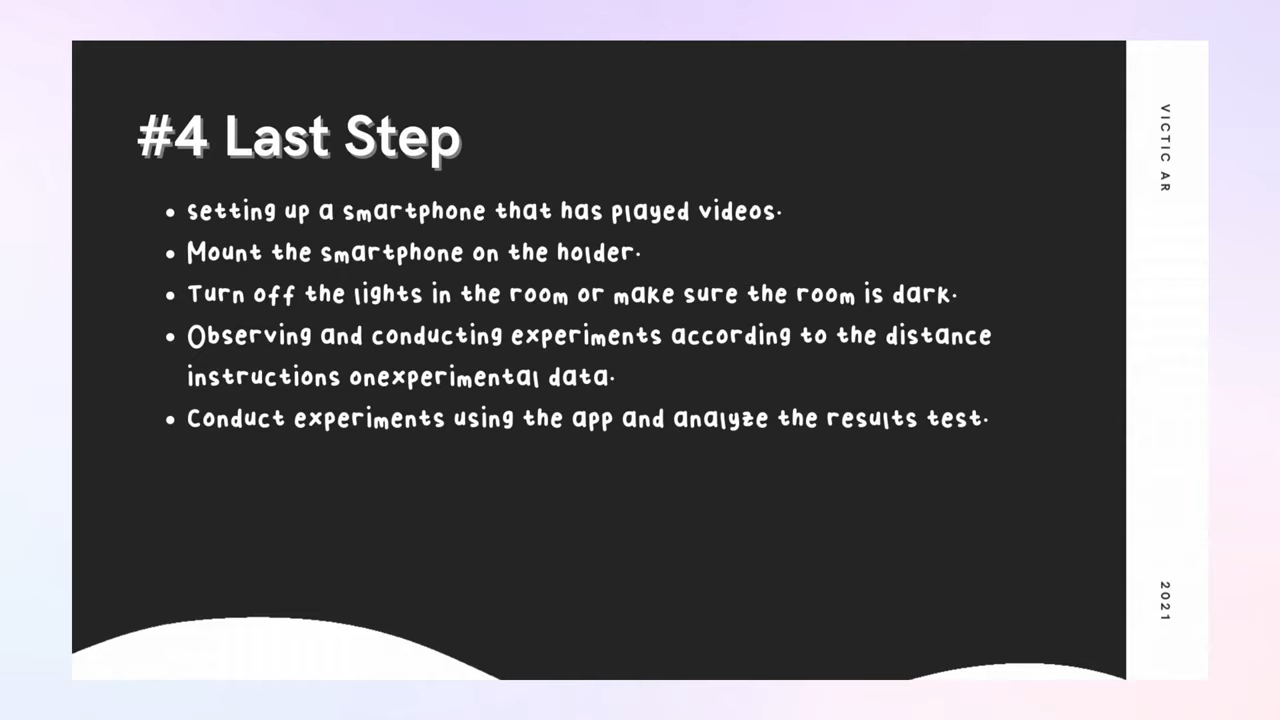 #4 Last Step
• setting up a smartphone that has played videos.
• Mount the smartphone on the holder.
• Turn off the lights in the room or make sure the room is dark.
• Observing and conducting experiments according to the distance
instructions onexperimental data.
• Conduct experiments using the app and analyze the results test.
VICTIC AR
2021